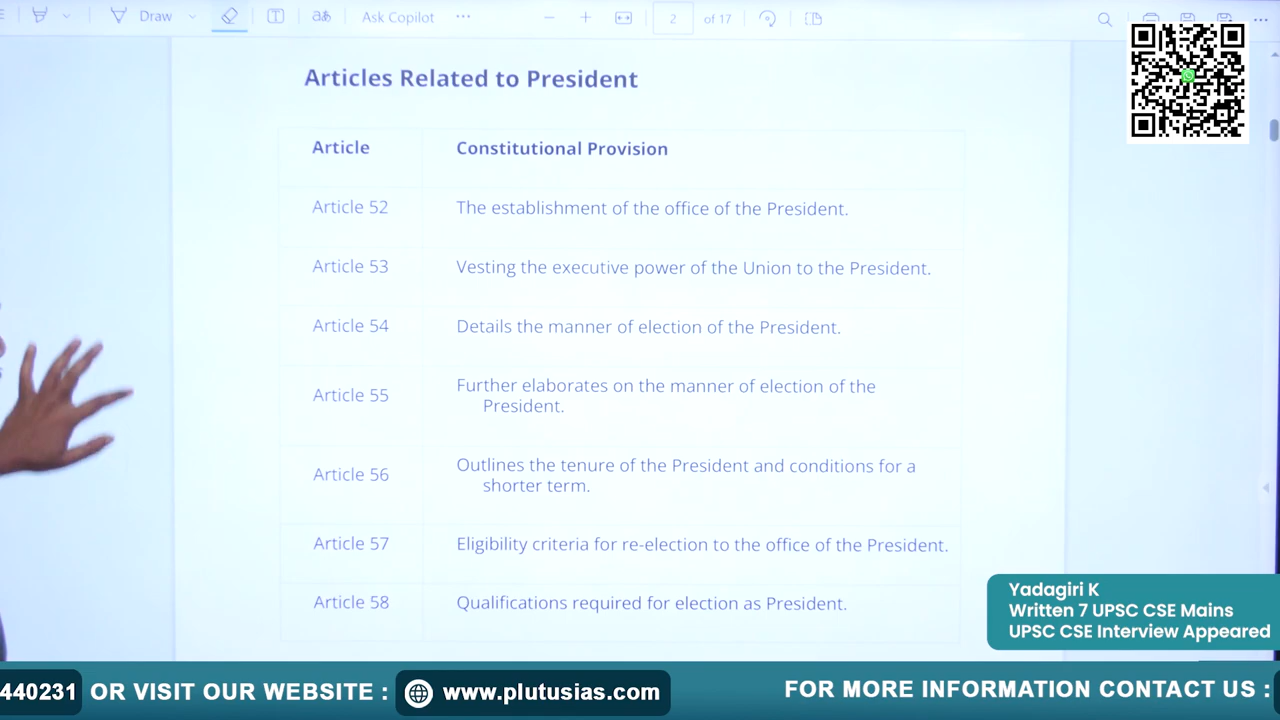 Draw
Ask Copilot
2 of 17
Articles Related to President
Article Constitutional Provision
Article 52 The establishment of the office of the President.
Article 53 Vesting the executive power of the Union to the President.
Article 54 Details the manner of election of the President.
Article 55 Further elaborates on the manner of election of the
President.
Article 56 Outlines the tenure of the President and conditions for a
shorter term.
Article 57 Eligibility criteria for re-election to the office of the President.
Article 58 Qualifications required for election as President.
Yadagiri K
Written 7 UPSC CSE Mains
UPSC CSE Interview Appeared
440231 OR VISIT OUR WEBSITE : www.plutusias.com FOR MORE INFORMATION CONTACT US :